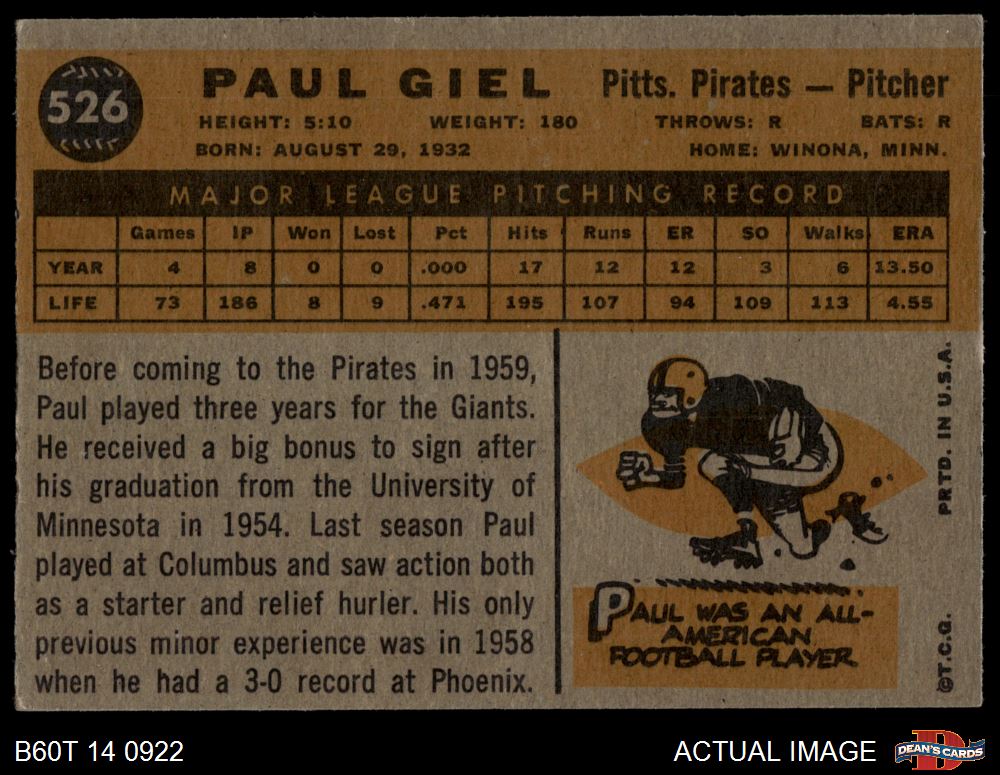 526
PAUL GIEL
Pitts. Pirates — Pitcher
HEIGHT: 5:10 WEIGHT: 180 THROWS: R BATS: R
BORN: AUGUST 29, 1932 HOME: WINONA, MINN.
MAJOR LEAGUE PITCHING RECORD
Games IP Won Lost Pct Hits Runs ER SO Walks ERA
YEAR 4 8 0 0 .000 17 12 12 3 6 13.50
LIFE 73 186 8 9 .471 195 107 94 109 113 4.55
Before coming to the Pirates in 1959,
Paul played three years for the Giants.
He received a big bonus to sign after
his graduation from the University of
Minnesota in 1954. Last season Paul
played at Columbus and saw action both
as a starter and relief hurler. His only
previous minor experience was in 1958
when he had a 3-0 record at Phoenix.
PAUL WAS AN ALL-
AMERICAN
FOOTBALL PLAYER.
PRTD. IN U.S.A.
©T.C.G.
B60T 14 0922
ACTUAL IMAGE
D
DEAN'S CARDS